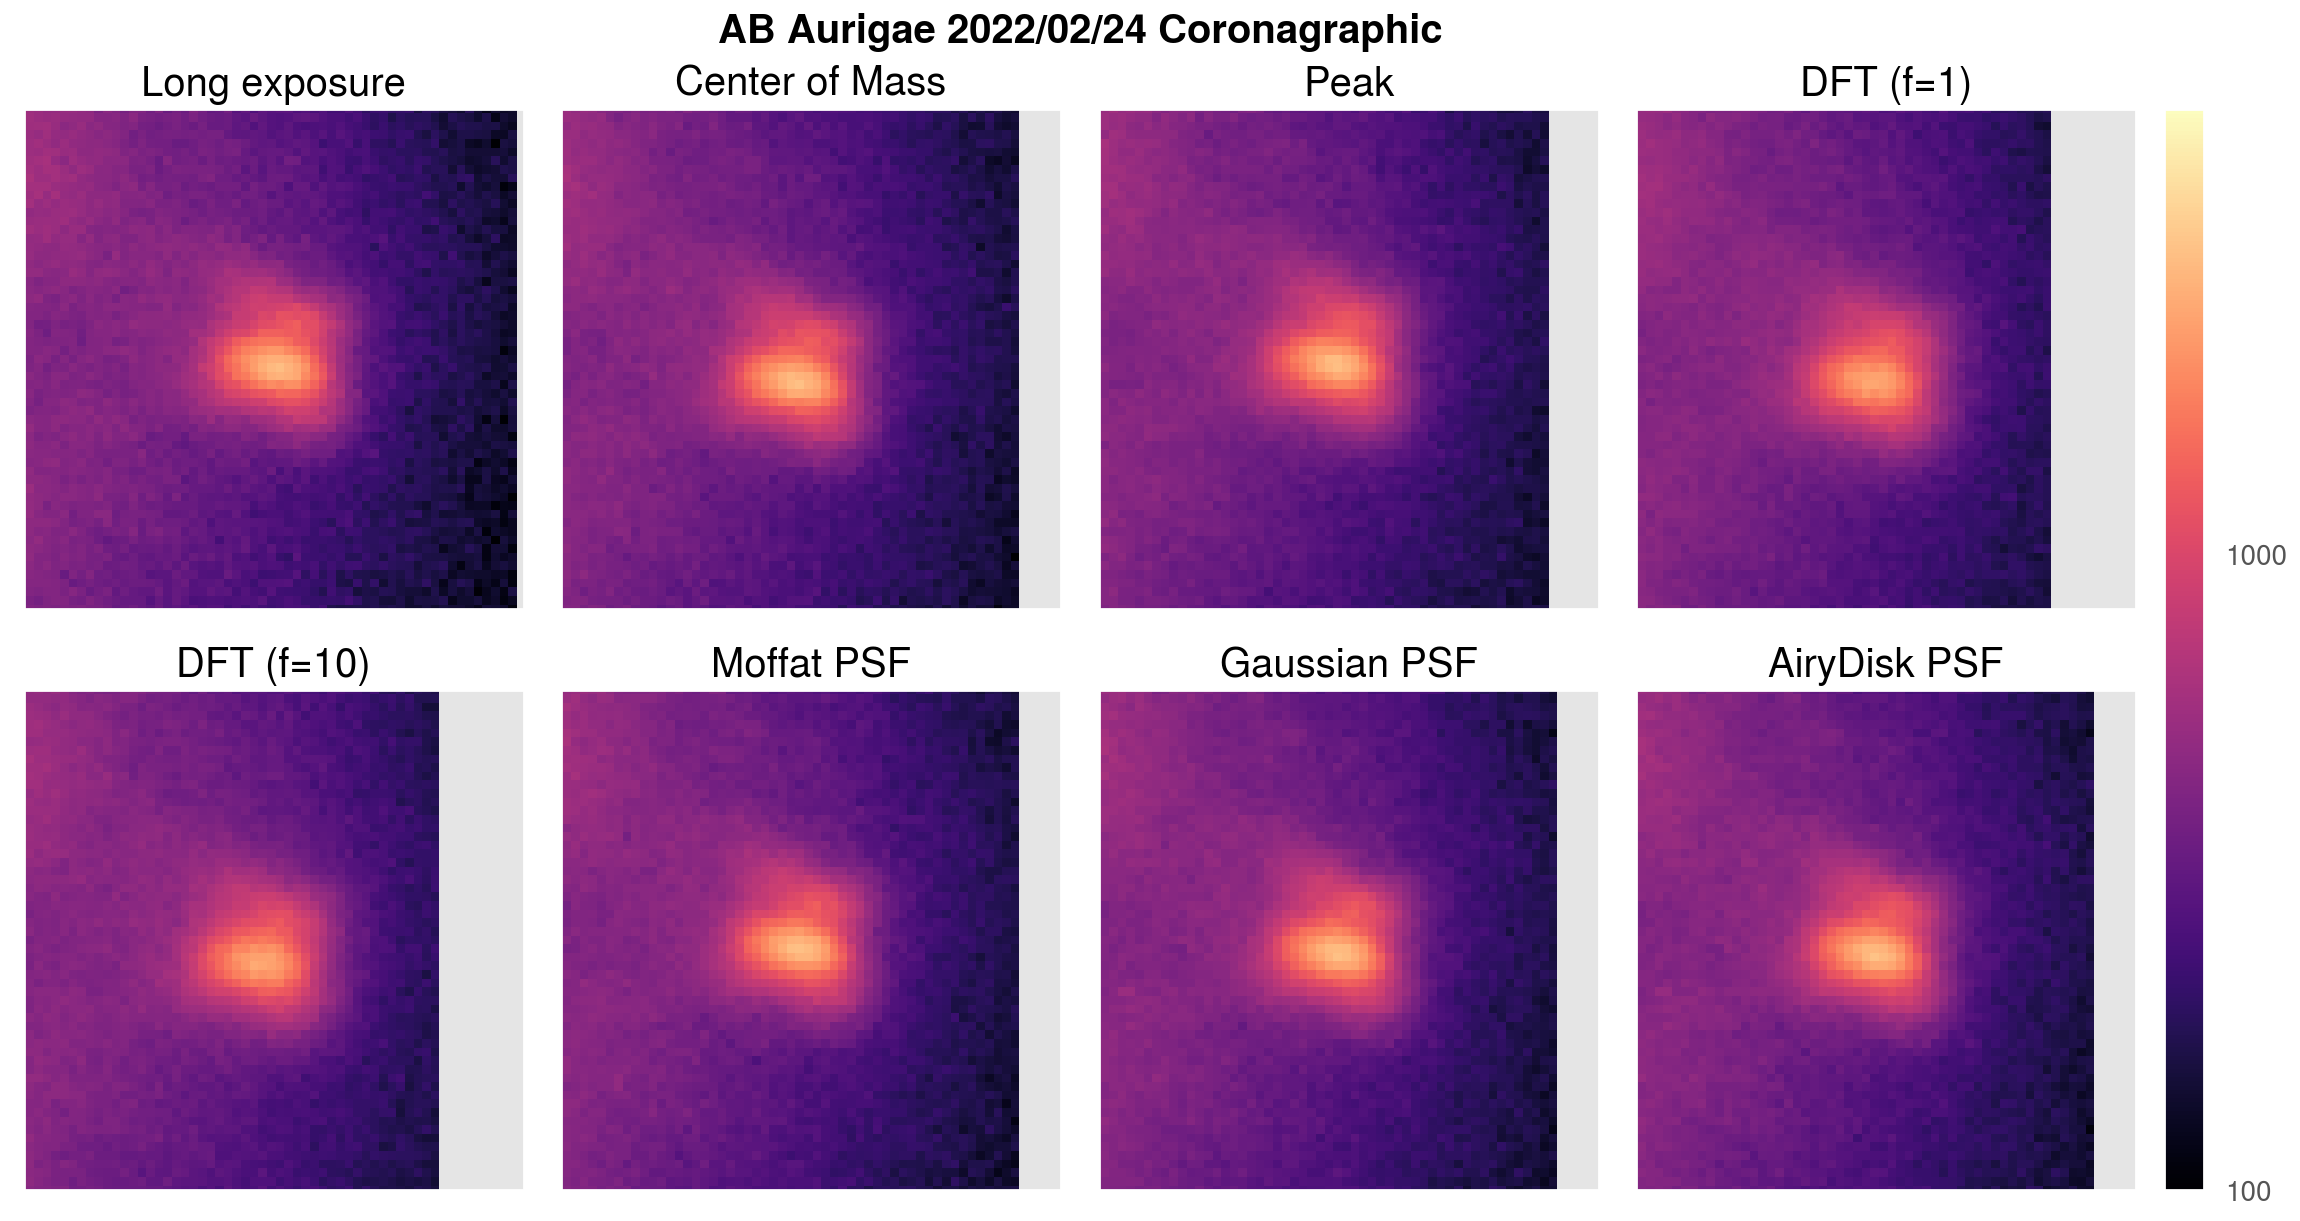 AB Aurigae 2022/02/24 Coronagraphic
Long exposure
Center of Mass
Peak
DFT (f=1)
1000
DFT (f=10)
Moffat PSF
Gaussian PSF
AiryDisk PSF
100